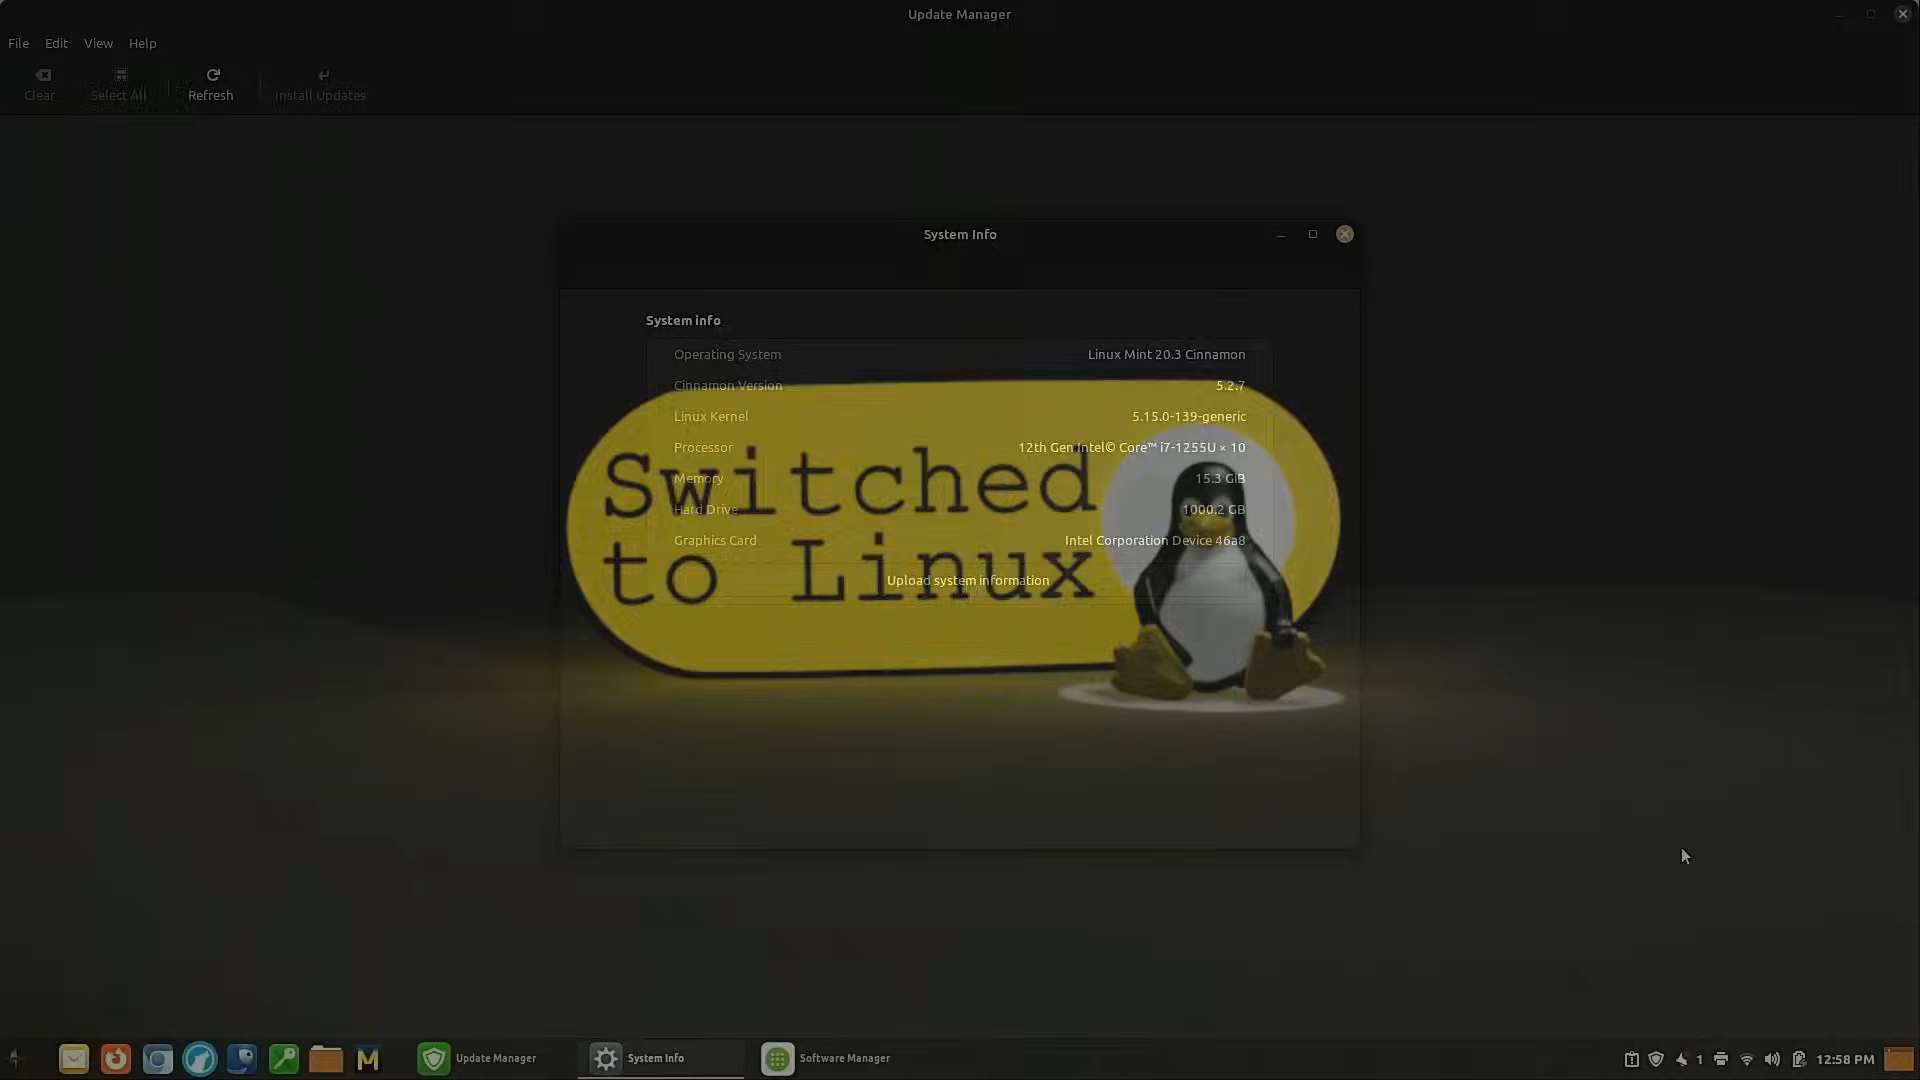 Update Manager
File Edit View Help
Clear Select All Refresh Install Updates
System Info
System info
Operating System Linux Mint 20.3 Cinnamon
Cinnamon Version 5.2.7
Linux Kernel 5.15.0-139-generic
Processor 12th Gen Intel© Core™ i7-1255U × 10
Memory 15.3 GiB
Hard Drive 1000.2 GB
Graphics Card Intel Corporation Device 46a8
Upload system information
Switched
to Linux
M Update Manager System Info Software Manager 1 12:58 PM